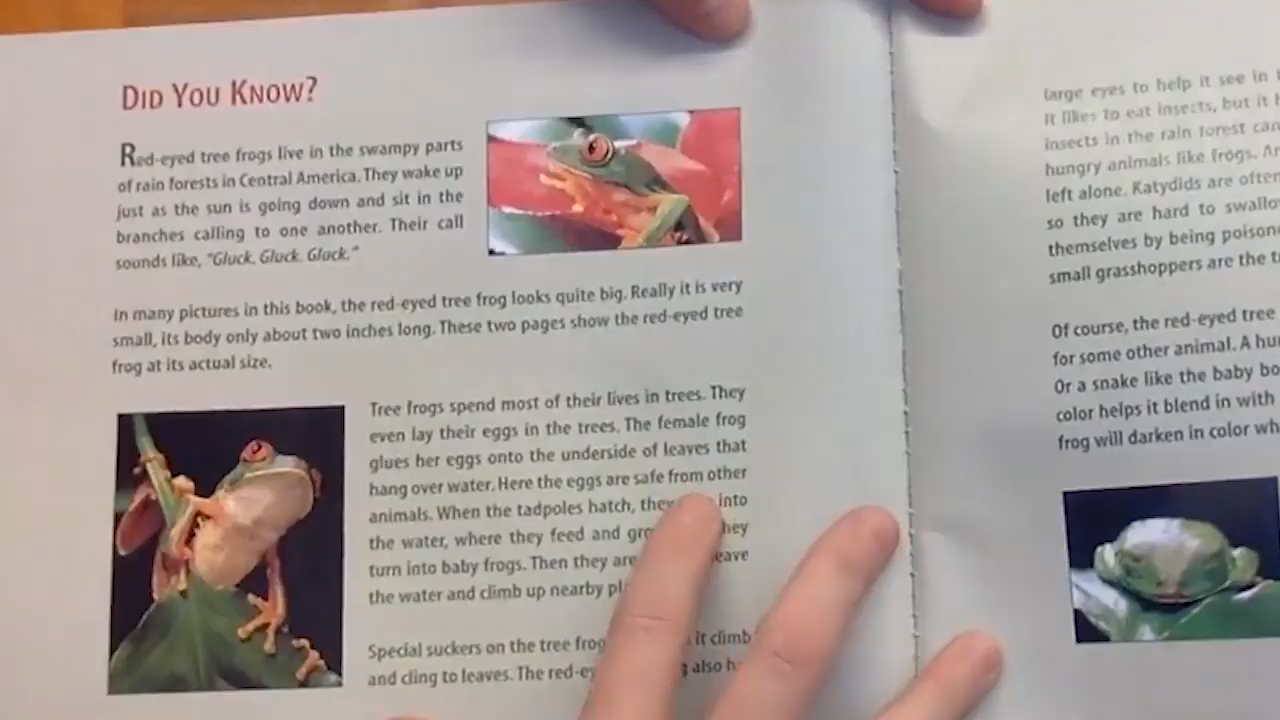 DID YOU KNOW?
Red-eyed tree frogs live in the swampy parts
of rain forests in Central America. They wake up
just as the sun is going down and sit in the
branches calling to one another. Their call
sounds like, "Gluck. Gluck. Gluck."
In many pictures in this book, the red-eyed tree frog looks quite big. Really it is very
small, its body only about two inches long. These two pages show the red-eyed tree
frog at its actual size.
Tree frogs spend most of their lives in trees. They
even lay their eggs in the trees. The female frog
glues her eggs onto the underside of leaves that
hang over water. Here the eggs are safe from other
animals. When the tadpoles hatch, they into
the water, where they feed and
turn into baby frogs. Then they are leave
the water and climb up nearby
Special suckers on the tree it climb
and cling to leaves. The also
large eyes to help it see in
It likes to eat insects, but it
insects in the rain forest
hungry animals like frogs.
left alone. Katydids are often
so they are hard to
themselves by being
small grasshoppers are the
Of course, the red-eyed tree
for some other animal. A
Or a snake like the baby
color helps it blend in with
frog will darken in color